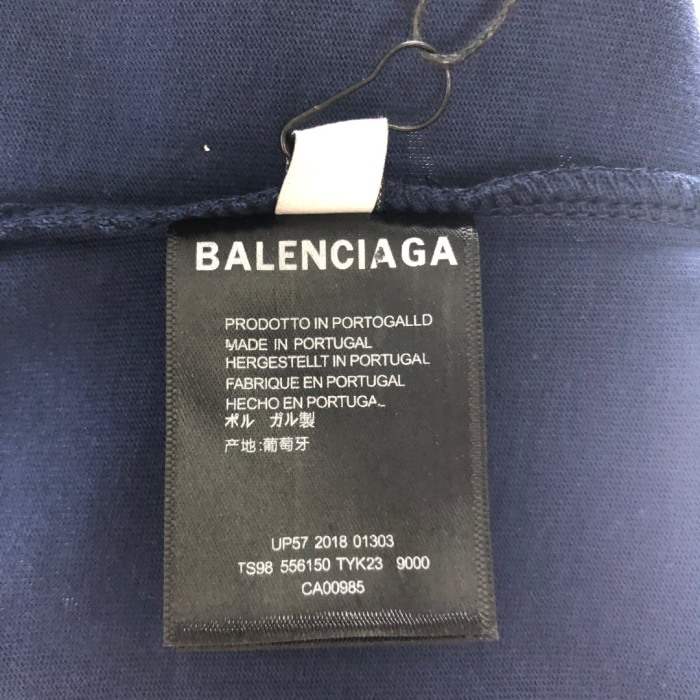 BALENCIAGA
PRODOTTO IN PORTOGALLD
MADE IN PORTUGAL
HERGESTELLT IN PORTUGAL
FABRIQUE EN PORTUGAL
HECHO EN PORTUGAL
ポル ガル製
产地:葡萄牙
UP57 2018 01303
TS98 556150 TYK23 9000
CA00985